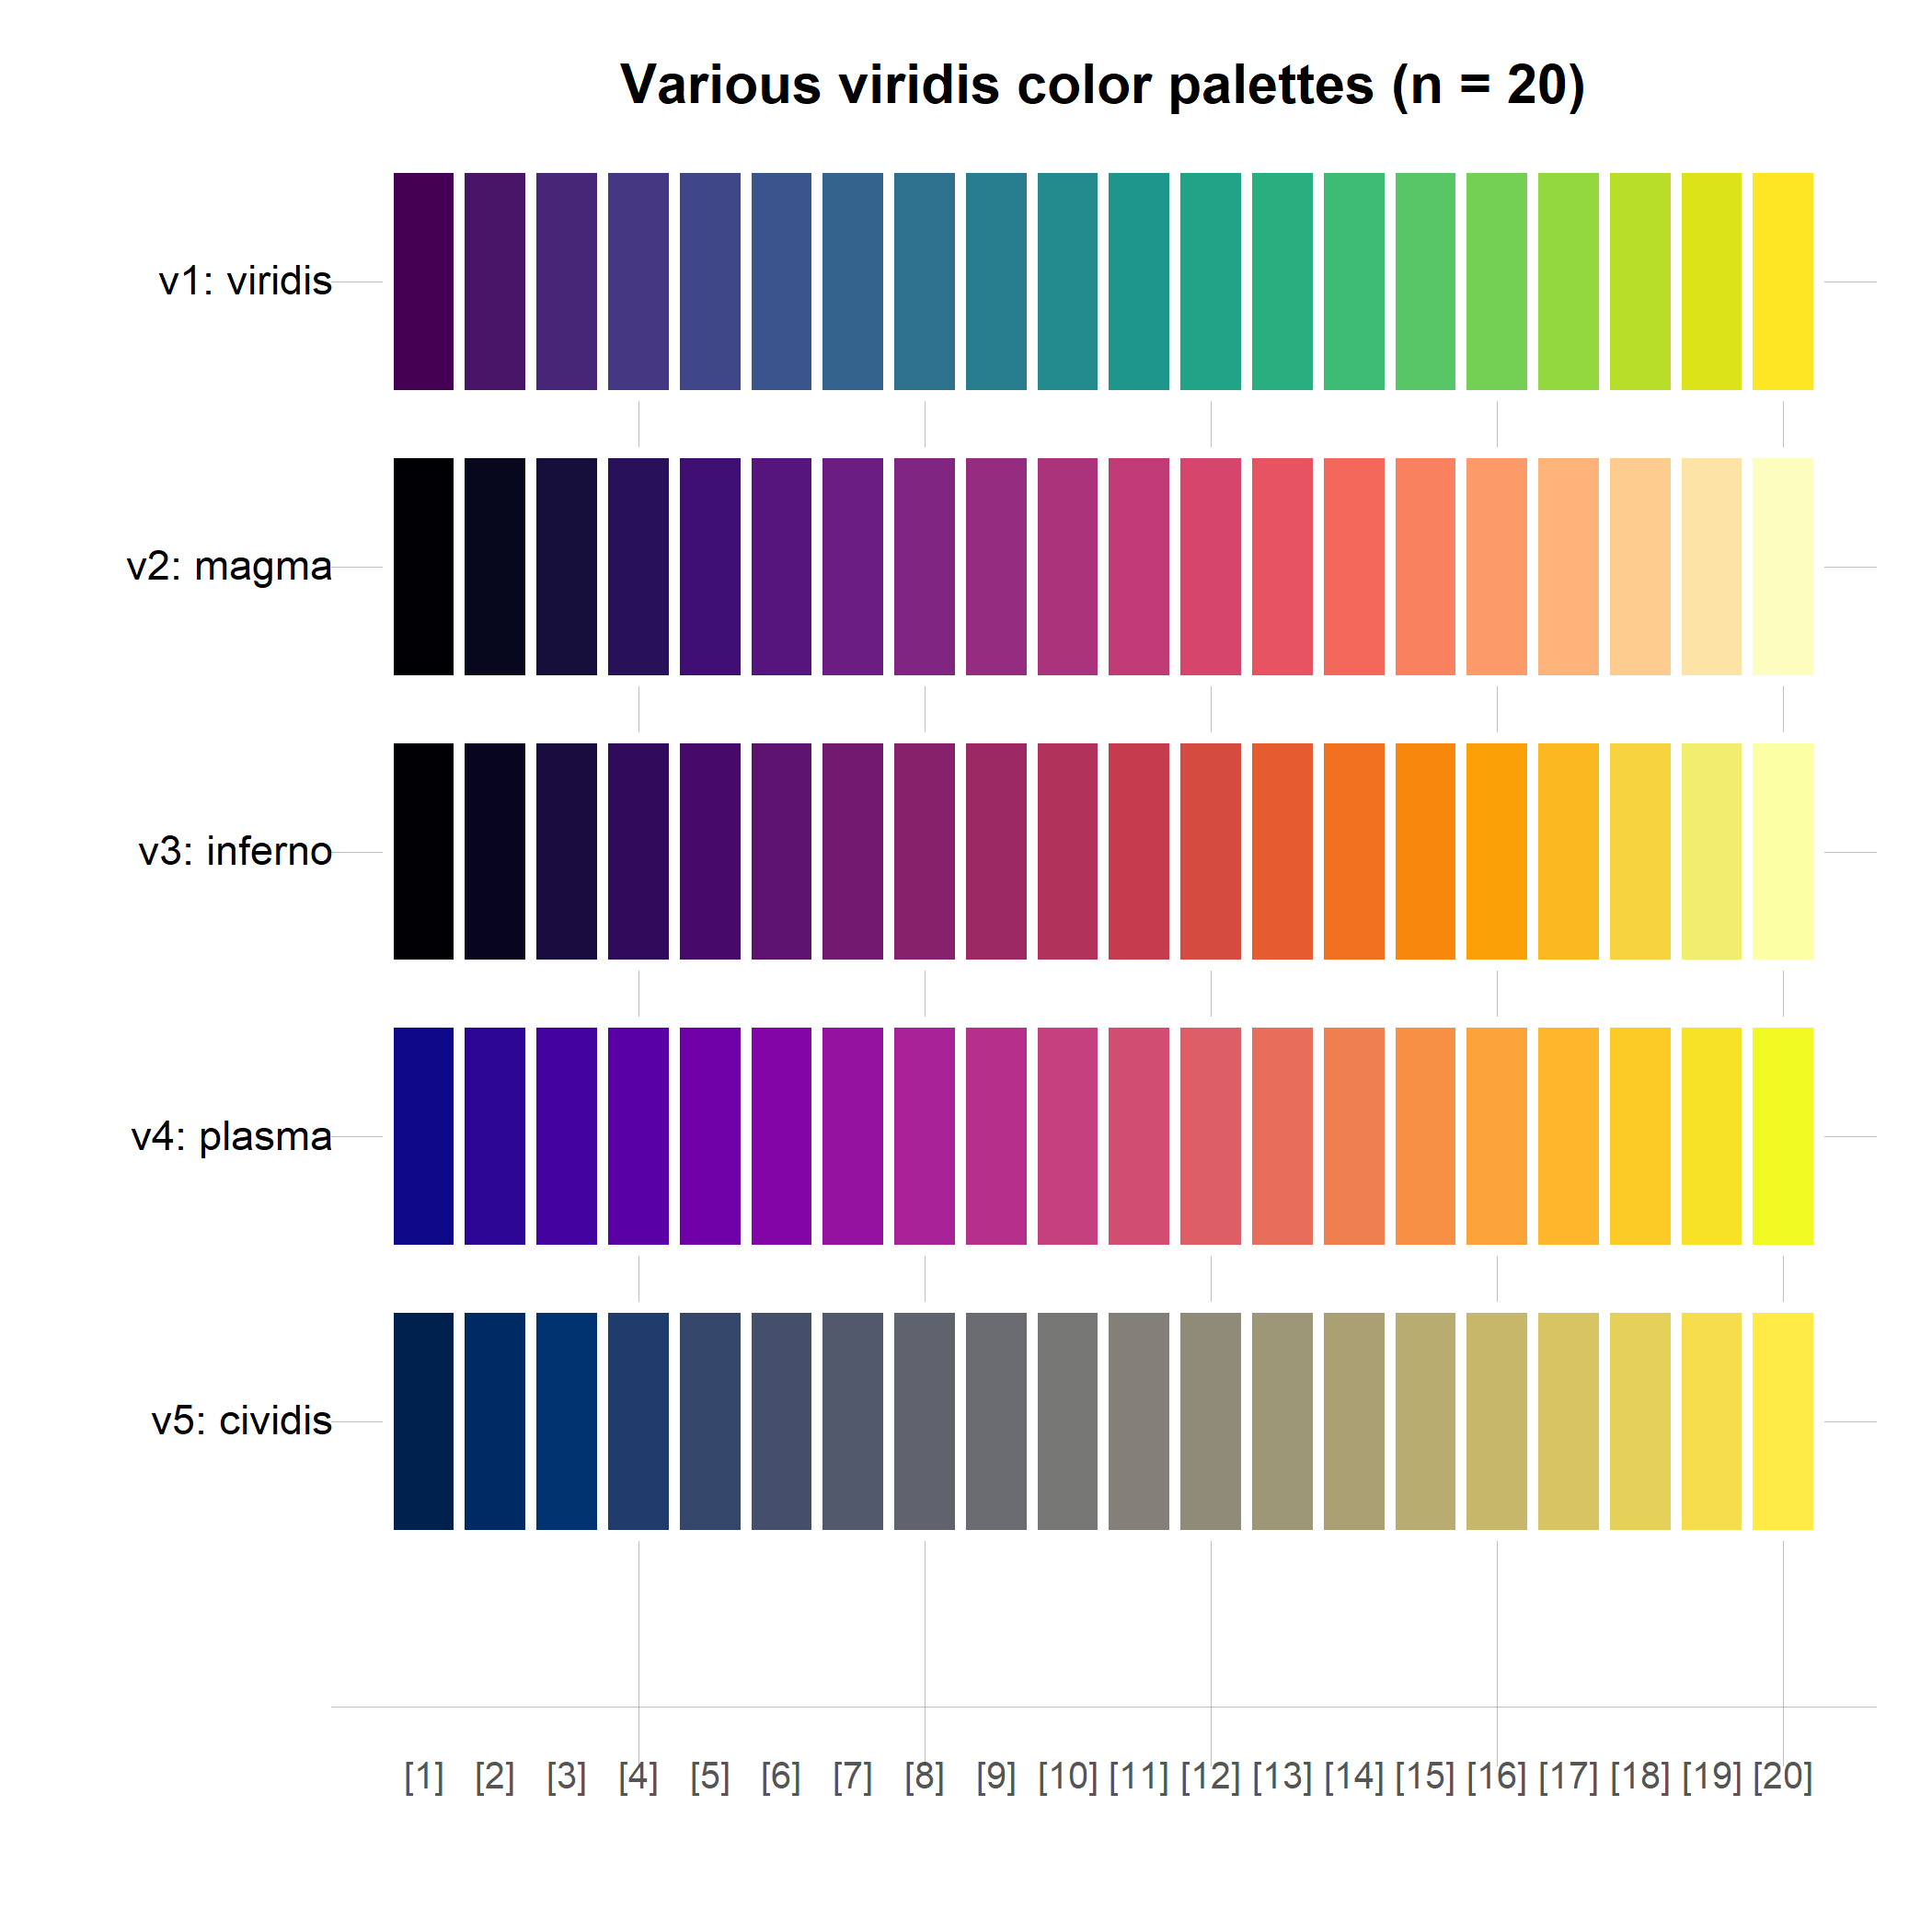 Various viridis color palettes (n = 20)
v1: viridis
v2: magma
v3: inferno
v4: plasma
v5: cividis
[1] [2] [3] [4] [5] [6] [7] [8] [9] [10] [11] [12] [13] [14] [15] [16] [17] [18] [19] [20]